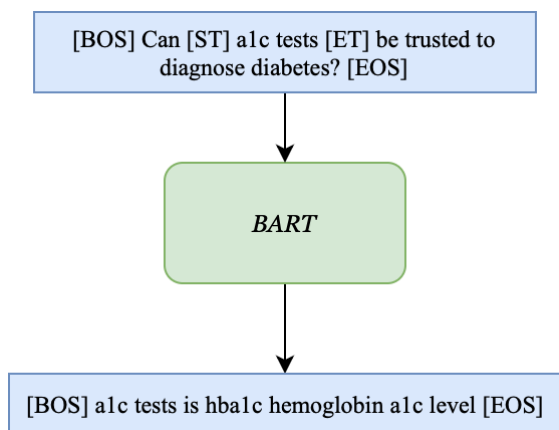 [BOS] Can [ST] a1c tests [ET] be trusted to
diagnose diabetes? [EOS]
BART
[BOS] a1c tests is hba1c hemoglobin a1c level [EOS]